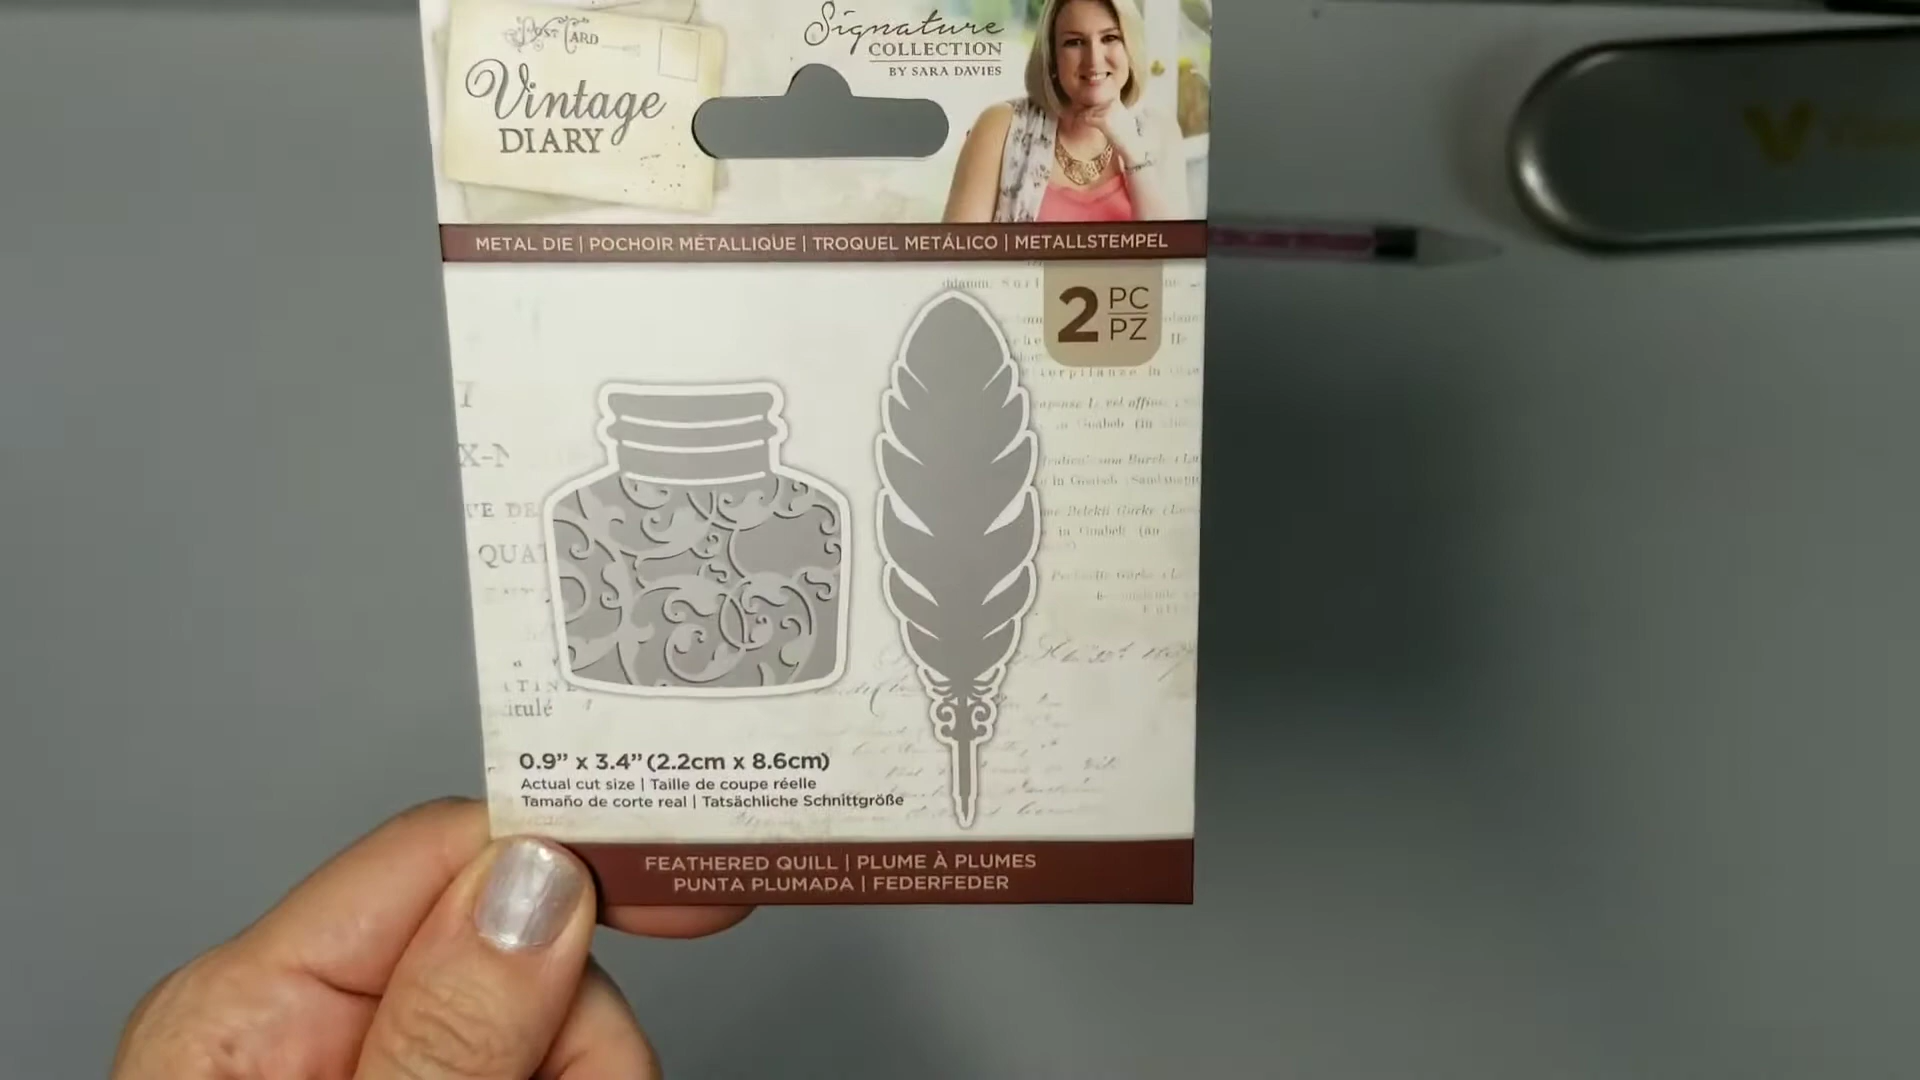 POST CARD
Vintage
DIARY
Signature
COLLECTION
BY SARA DAVIES
METAL DIE | POCHOIR MÉTALLIQUE | TROQUEL METÁLICO | METALLSTEMPEL
2 PC
PZ
QUAT
itulé
0.9” x 3.4” (2.2cm x 8.6cm)
Actual cut size | Taille de coupe réelle
Tamaño de corte real | Tatsächliche Schnittgröße
FEATHERED QUILL | PLUME À PLUMES
PUNTA PLUMADA | FEDERFEDER